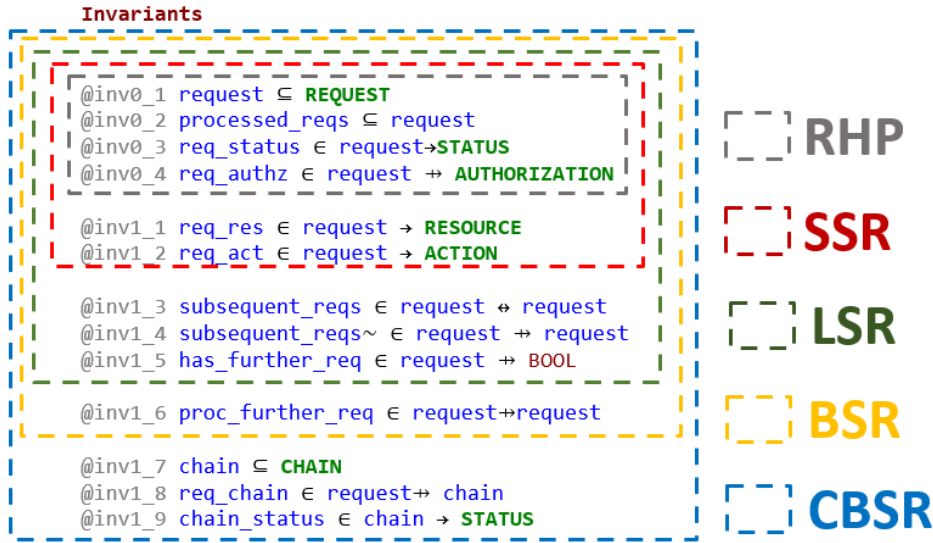 Invariants
@inv0_1 request ⊆ REQUEST
@inv0_2 processed_reqs ⊆ request
@inv0_3 req_status ∈ request→STATUS
@inv0_4 req_authz ∈ request ⇸ AUTHORIZATION
@inv1_1 req_res ∈ request → RESOURCE
@inv1_2 req_act ∈ request → ACTION
@inv1_3 subsequent_reqs ∈ request ↔ request
@inv1_4 subsequent_reqs~ ∈ request ⇸ request
@inv1_5 has_further_req ∈ request ⇸ BOOL
@inv1_6 proc_further_req ∈ request⇸request
@inv1_7 chain ⊆ CHAIN
@inv1_8 req_chain ∈ request⇸ chain
@inv1_9 chain_status ∈ chain → STATUS
RHP
SSR
LSR
BSR
CBSR